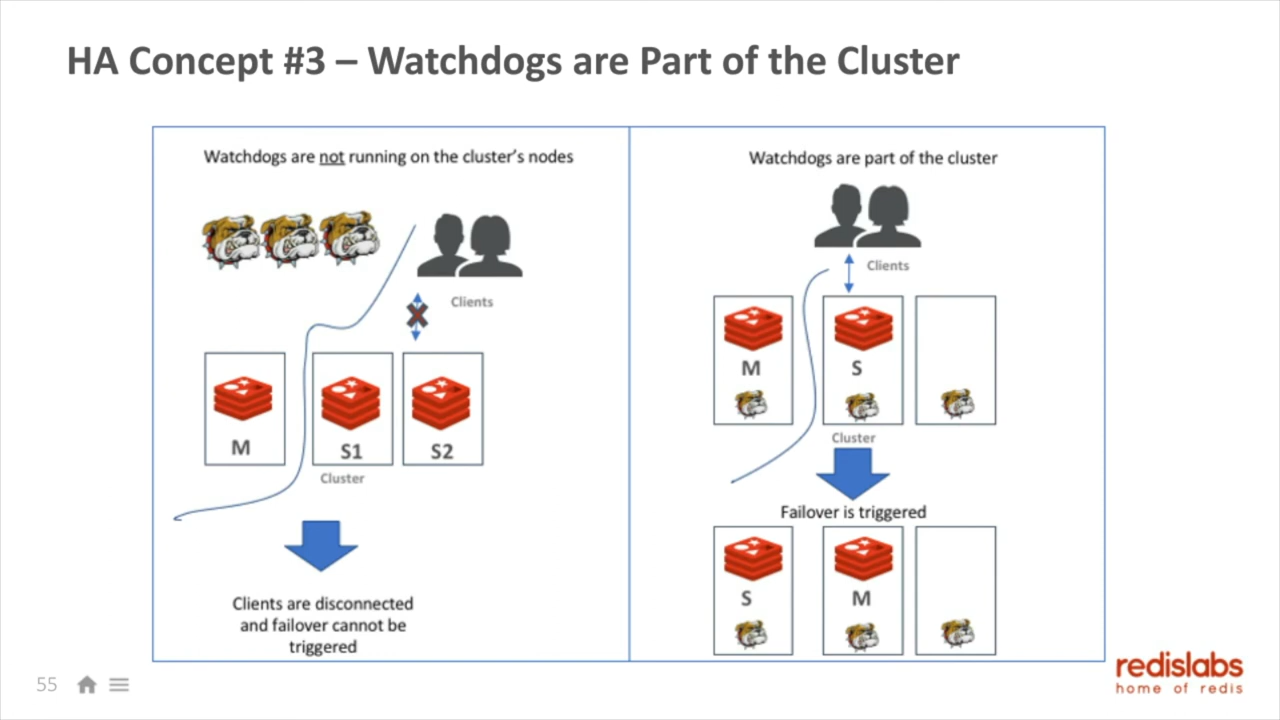 HA Concept #3 – Watchdogs are Part of the Cluster
Watchdogs are not running on the cluster's nodes
Clients
M
S1
S2
Cluster
Clients are disconnected
and failover cannot be
triggered
Watchdogs are part of the cluster
Clients
M
S
Cluster
Failover is triggered
S
M
55
redislabs
home of redis